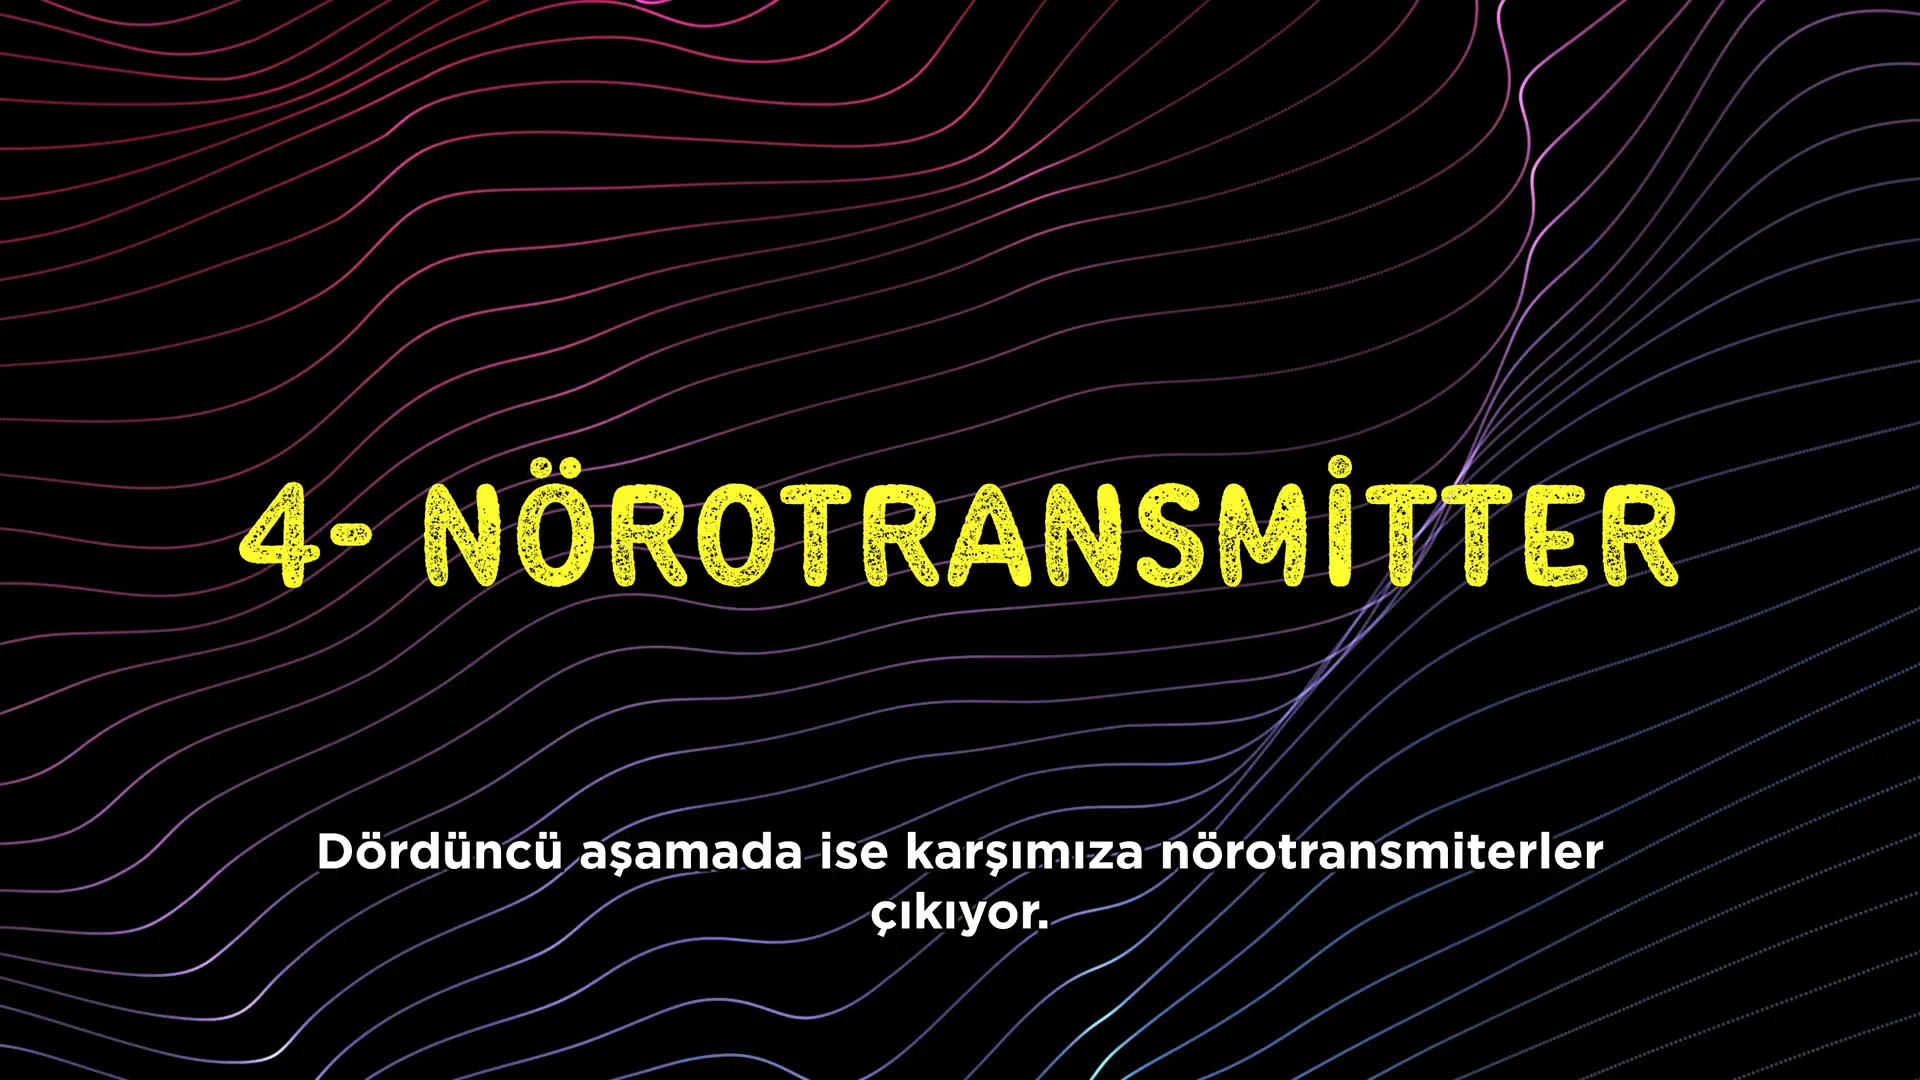 4- NÖROTRANSMİTTER
Dördüncü aşamada ise karşımıza nörotransmiterler
çıkıyor.